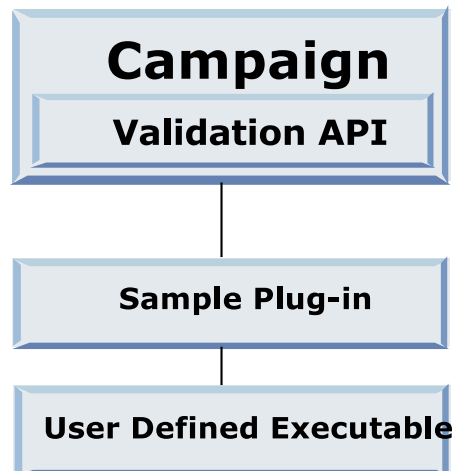 Campaign
Validation API
Sample Plug-in
User Defined Executable